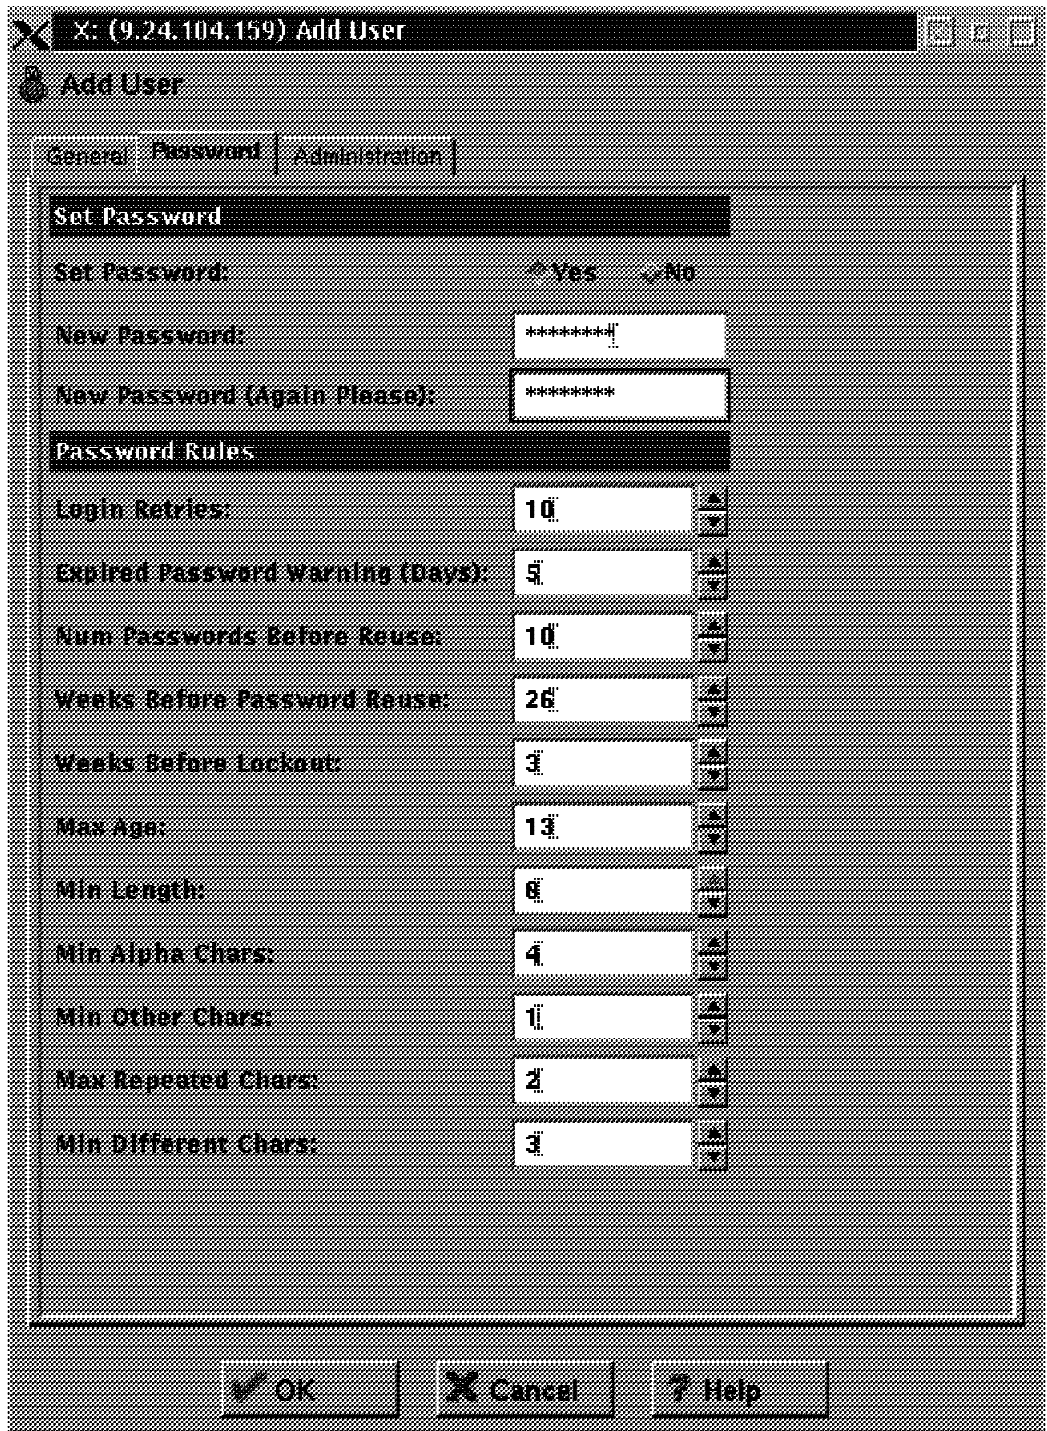 X: (9.24.104.159) Add User
Add User
General Password Administration
Set Password
Set Password: Yes No
New Password: ********
New Password (Again Please): ********
Password Rules
Login Retries: 10
Expired Password Warning (Days): 5
Num Passwords Before Reuse: 10
Weeks Before Password Reuse: 26
Weeks Before Lockout: 3
Max Age: 13
Min Length:
Min Alpha Chars: 4
Min Other Chars: 1
Max Repeated Chars: 2
Min Different Chars: 3
OK Cancel ? Help